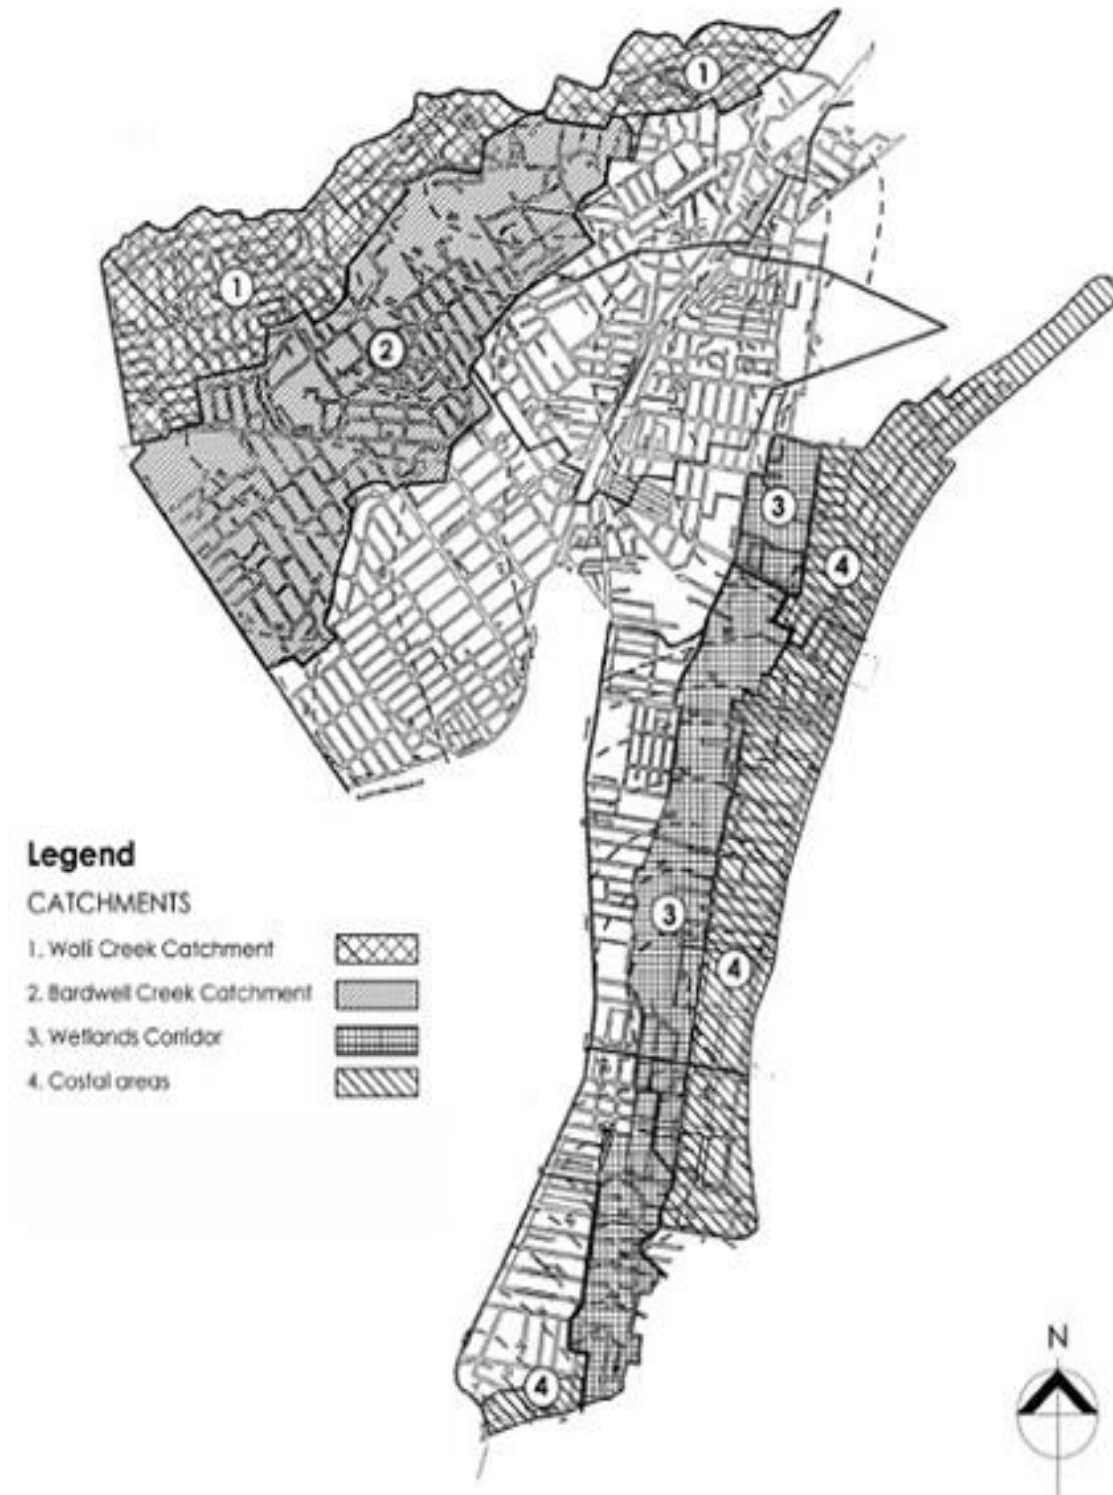 1
1
2
3
4
Legend
CATCHMENTS
1. Wolli Creek Catchment
2. Bardwell Creek Catchment
3. Wetlands Corridor
4. Costal areas
3
4
4
4
N